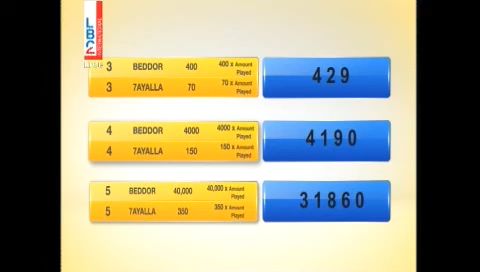 LBC
INTERNATIONAL
3 BEDDOR 400 400 x Amount Played
3 7AYALLA 70 70 x Amount Played
429
4 BEDDOR 4000 4000 x Amount Played
4 7AYALLA 150 150 x Amount Played
4190
5 BEDDOR 40,000 40,000 x Amount Played
5 7AYALLA 350 350 x Amount Played
31860